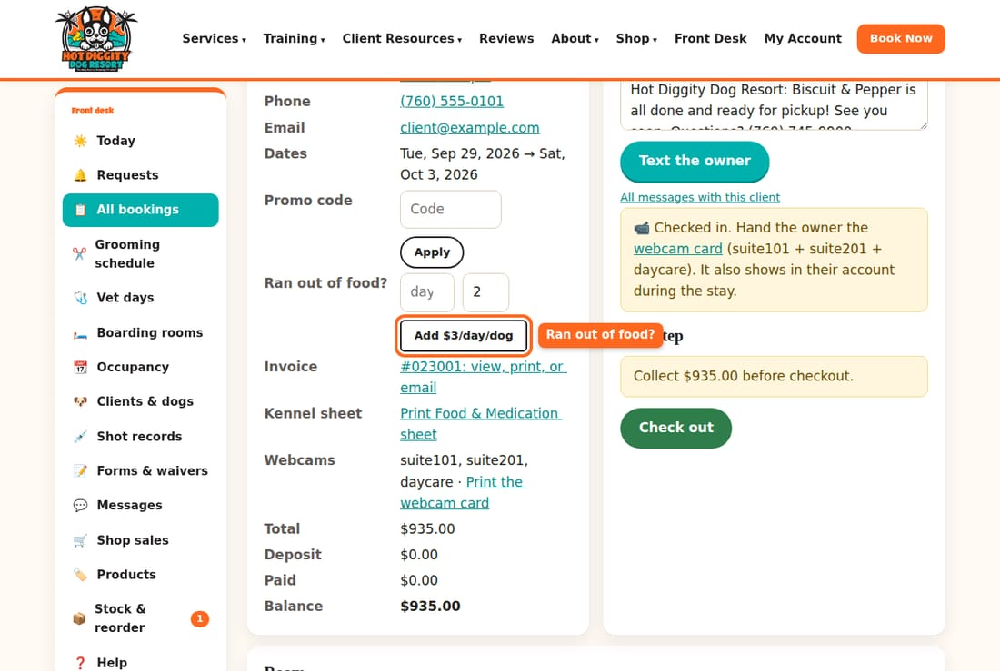 HOT DIGGITY
DOG RESORT
Services ▾
Training ▾
Client Resources ▾
Reviews
About ▾
Shop ▾
Front Desk
My Account
Book Now
Front desk
Today
Requests
All bookings
Grooming
schedule
Vet days
Boarding rooms
Occupancy
Clients & dogs
Shot records
Forms & waivers
Messages
Shop sales
Products
Stock &
reorder
1
Help
Phone
(760) 555-0101
Email
client@example.com
Dates
Tue, Sep 29, 2026 → Sat,
Oct 3, 2026
Promo code
Code
Apply
Ran out of food?
day
2
Add $3/day/dog
Ran out of food?
Invoice
#023001: view, print, or
email
Kennel sheet
Print Food & Medication
sheet
Webcams
suite101, suite201,
daycare · Print the
webcam card
Total
$935.00
Deposit
$0.00
Paid
$0.00
Balance
$935.00
Hot Diggity Dog Resort: Biscuit & Pepper is
all done and ready for pickup! See you
soon. Questions? (760) 745-9900
Text the owner
All messages with this client
Checked in. Hand the owner the
webcam card (suite101 + suite201 +
daycare). It also shows in their account
during the stay.
tep
Collect $935.00 before checkout.
Check out